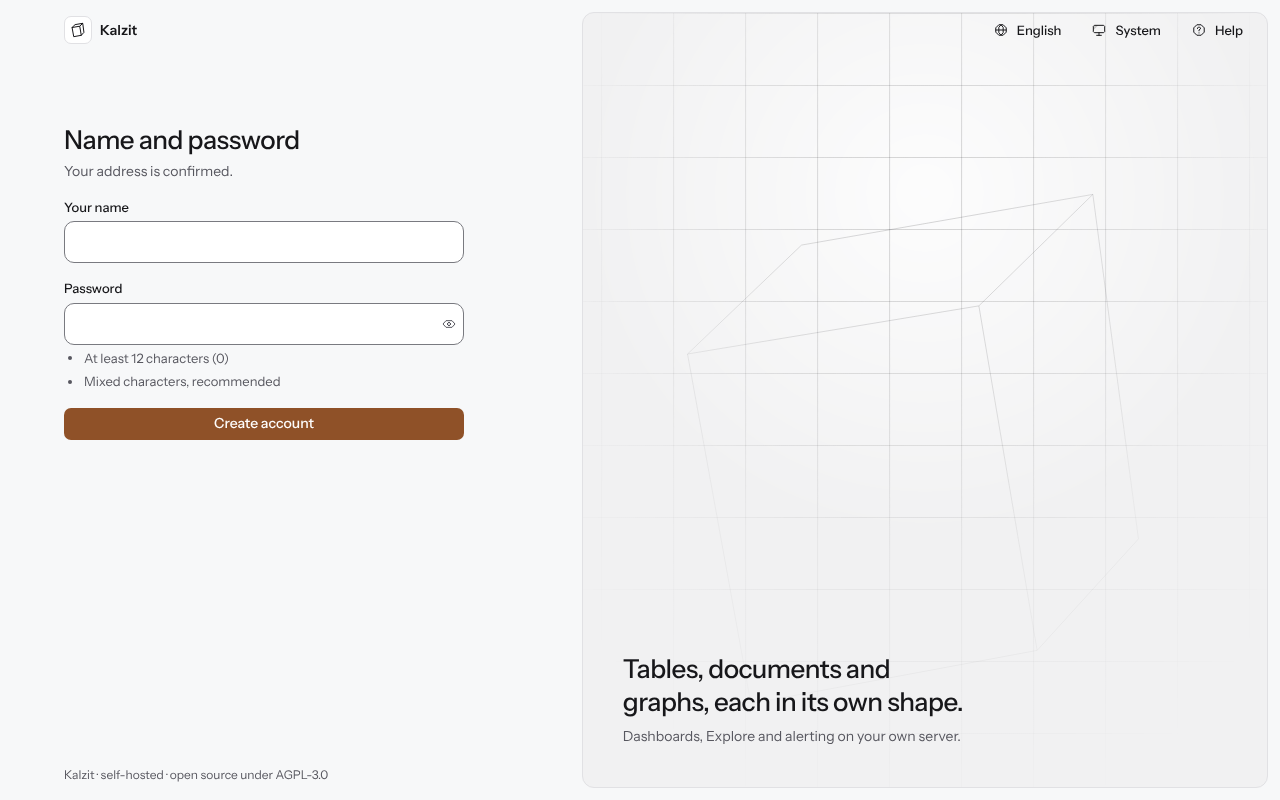 Kalzit
English
System
Help
Name and password
Your address is confirmed.
Your name
Password
At least 12 characters (0)
Mixed characters, recommended
Create account
Tables, documents and
graphs, each in its own shape.
Dashboards, Explore and alerting on your own server.
Kalzit · self-hosted · open source under AGPL-3.0